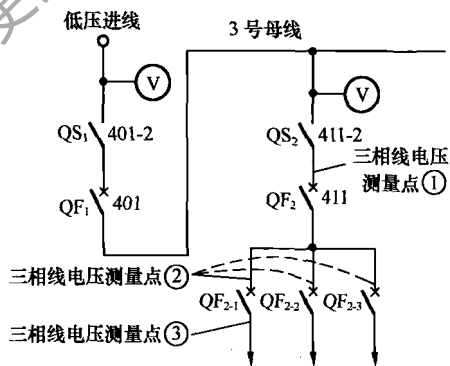 低压进线
3号母线
V
V
QS₁ 401-2
QS₂ 411-2
三相线电压
测量点①
QF₁ 401
QF₂ 411
三相线电压测量点②
QF₂₋₁ QF₂₋₂ QF₂₋₃
三相线电压测量点③